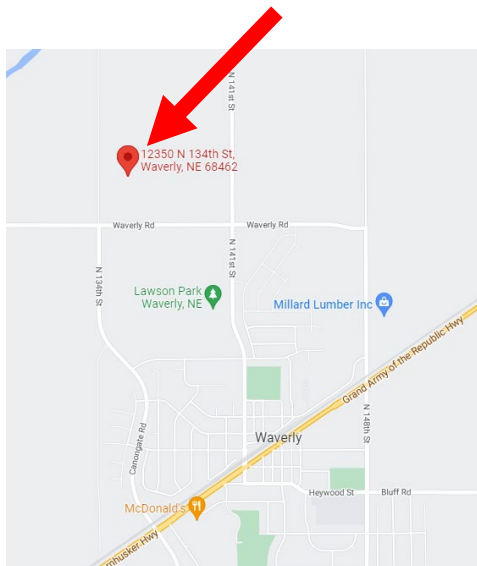 N 141st St
12350 N 134th St,
Waverly, NE 68462
Waverly Rd
Waverly Rd
N 141st St
N 134th St
Lawson Park
Waverly, NE
Millard Lumber Inc
Grand Army of the Republic Hwy
N 148th St
Canongate Rd
Waverly
Heywood St
Bluff Rd
McDonald's
rnhusker Hwy